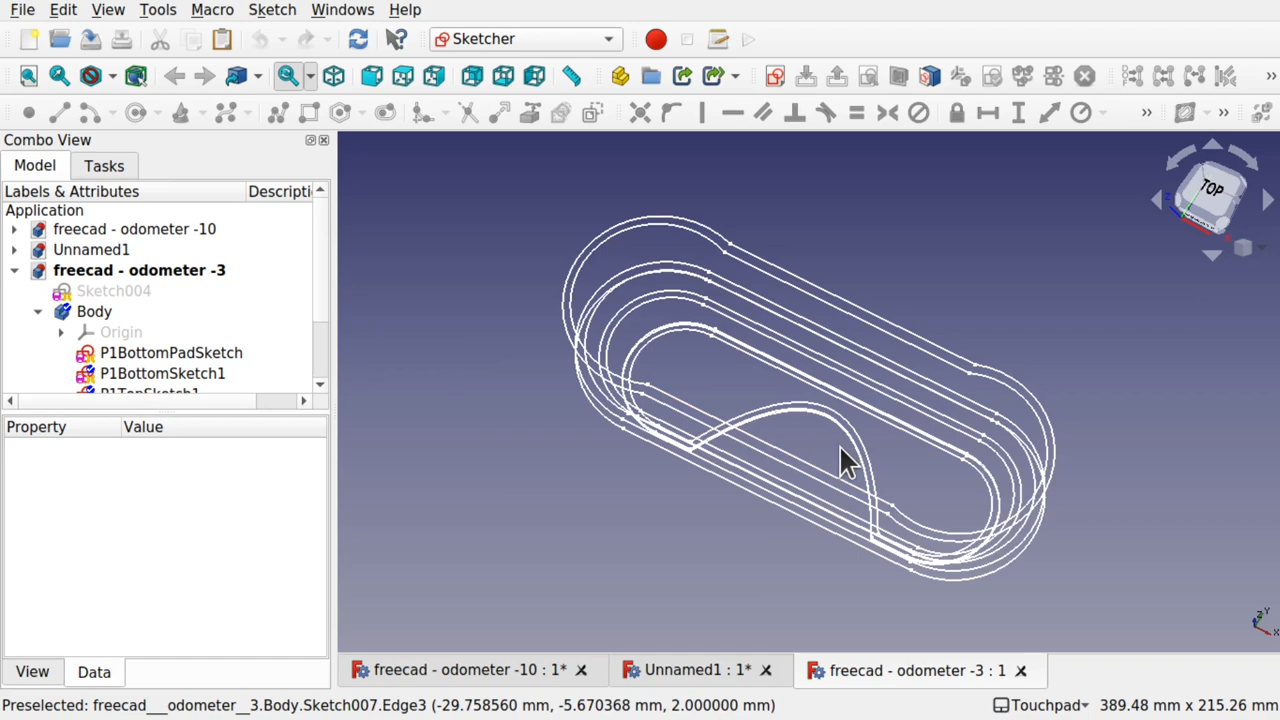 File Edit View Tools Macro Sketch Windows Help
Sketcher
Combo View
Model Tasks
Labels & Attributes Descripti
Application
freecad - odometer -10
Unnamed1
freecad - odometer -3
Sketch004
Body
Origin
P1BottomPadSketch
P1BottomSketch1
P1TopSketch1
Property Value
View Data
TOP
Z
Y
X
freecad - odometer -10 : 1*
Unnamed1 : 1*
freecad - odometer -3 : 1
Preselected: freecad___odometer__3.Body.Sketch007.Edge3 (-29.758560 mm, -5.670368 mm, 2.000000 mm) Touchpad 389.48 mm x 215.26 mm